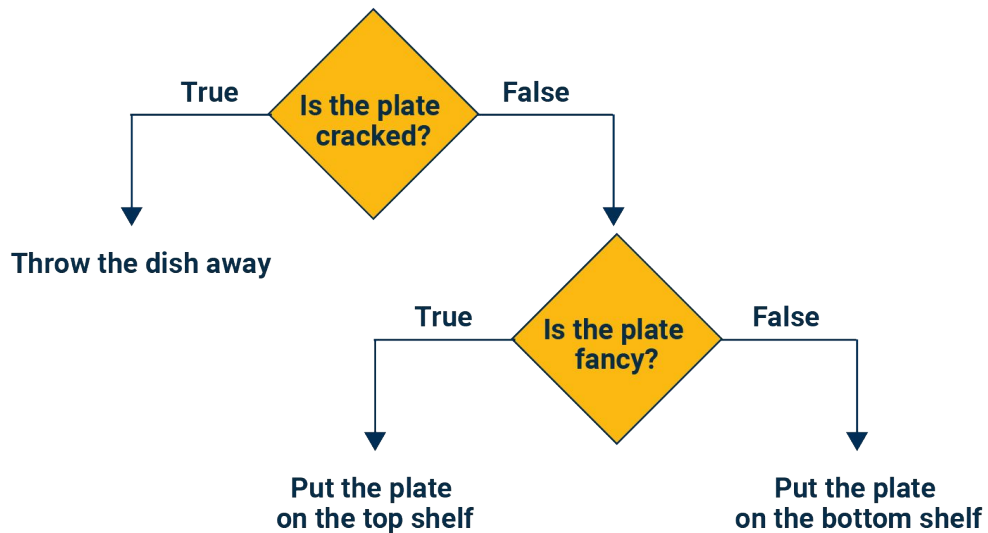 True
False
Is the plate
cracked?
Throw the dish away
True
False
Is the plate
fancy?
Put the plate
on the top shelf
Put the plate
on the bottom shelf